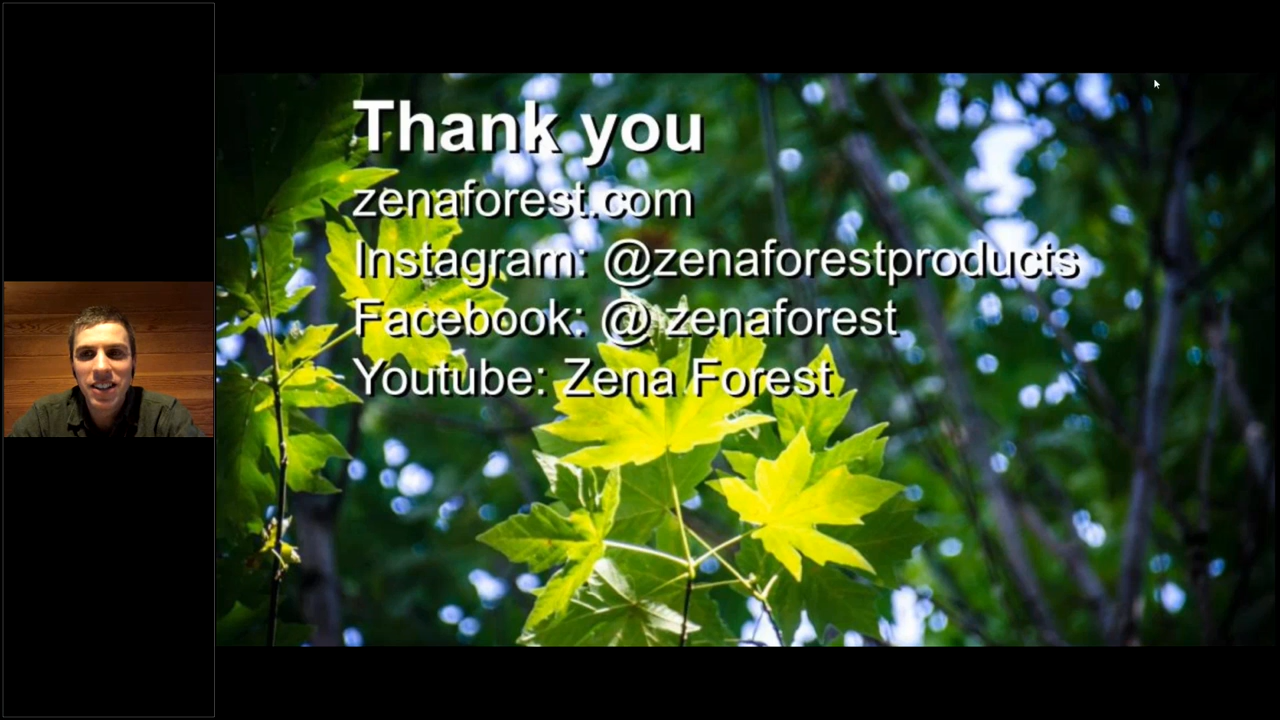 Thank you
zenaforest.com
Instagram: @zenaforestproducts
Facebook: @ zenaforest
Youtube: Zena Forest